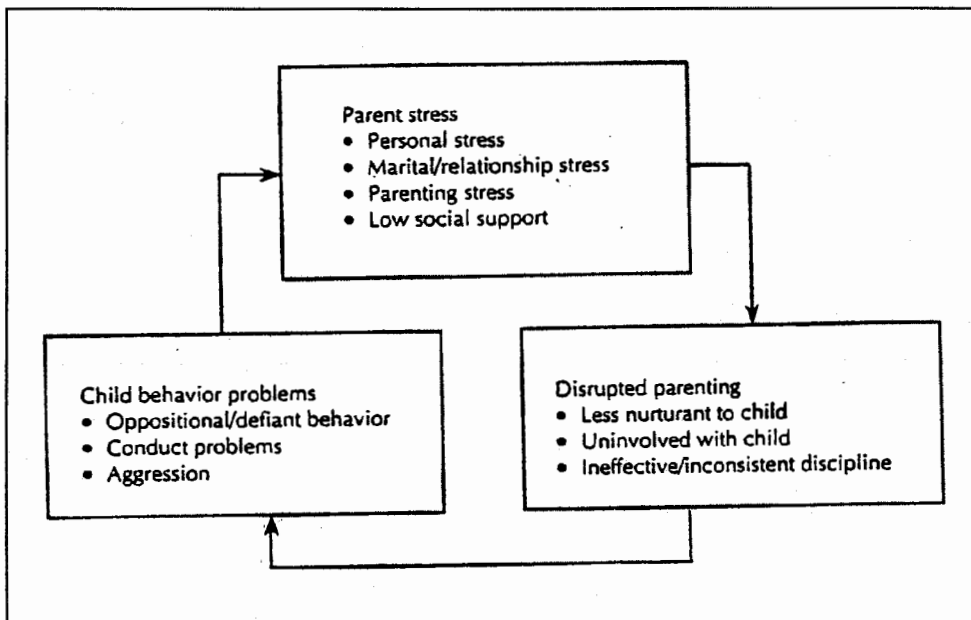 Parent stress
• Personal stress
• Marital/relationship stress
• Parenting stress
• Low social support
Child behavior problems
• Oppositional/defiant behavior
• Conduct problems
• Aggression
Disrupted parenting
• Less nurturant to child
• Uninvolved with child
• Ineffective/inconsistent discipline